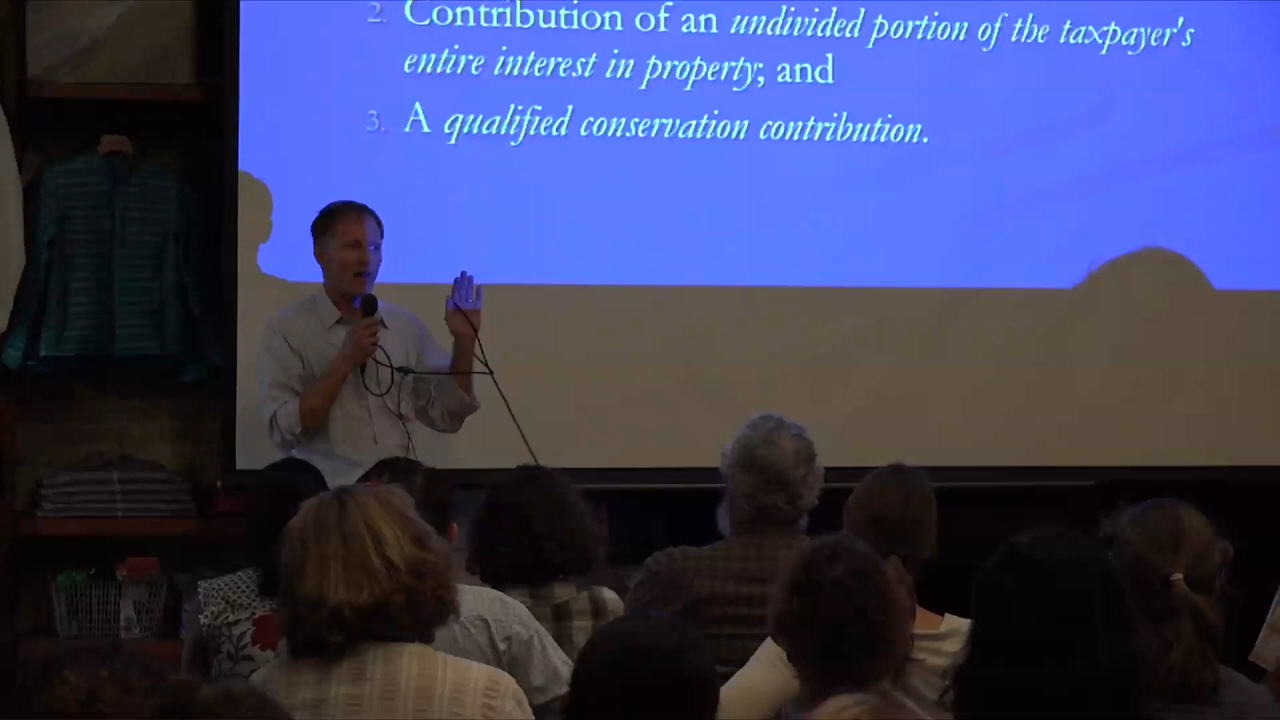 2. Contribution of an undivided portion of the taxpayer's
entire interest in property; and
3. A qualified conservation contribution.